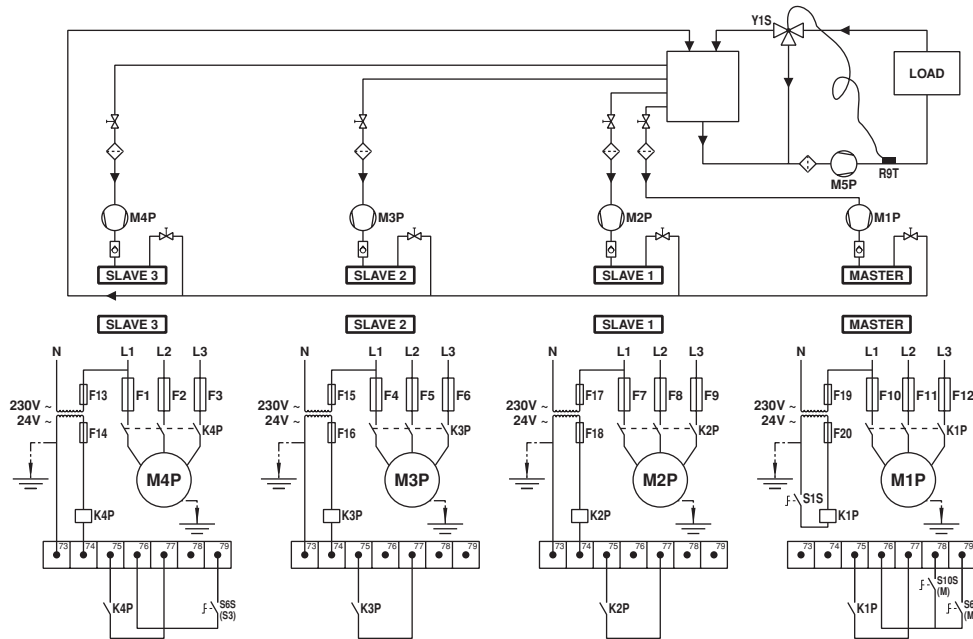 Y1S
LOAD
M5P
R9T
M4P
M3P
M2P
M1P
SLAVE 3
SLAVE 2
SLAVE 1
MASTER
SLAVE 3
SLAVE 2
SLAVE 1
MASTER
N L1 L2 L3
N L1 L2 L3
N L1 L2 L3
N L1 L2 L3
F13 F1 F2 F3
F15 F4 F5 F6
F17 F7 F8 F9
F19 F10 F11 F12
230V ~
24V ~
F14
K4P
230V ~
24V ~
F16
K3P
230V ~
24V ~
F18
K2P
230V ~
24V ~
F20
K1P
M4P
M3P
M2P
M1P
K4P
K3P
K2P
S1S
K1P
73 74 75 76 77 78 79
73 74 75 76 77 78 79
73 74 75 76 77 78 79
73 74 75 76 77 78 79
K4P
S6S
(S3)
K3P
K2P
K1P
S10S
(M)
S6
(M